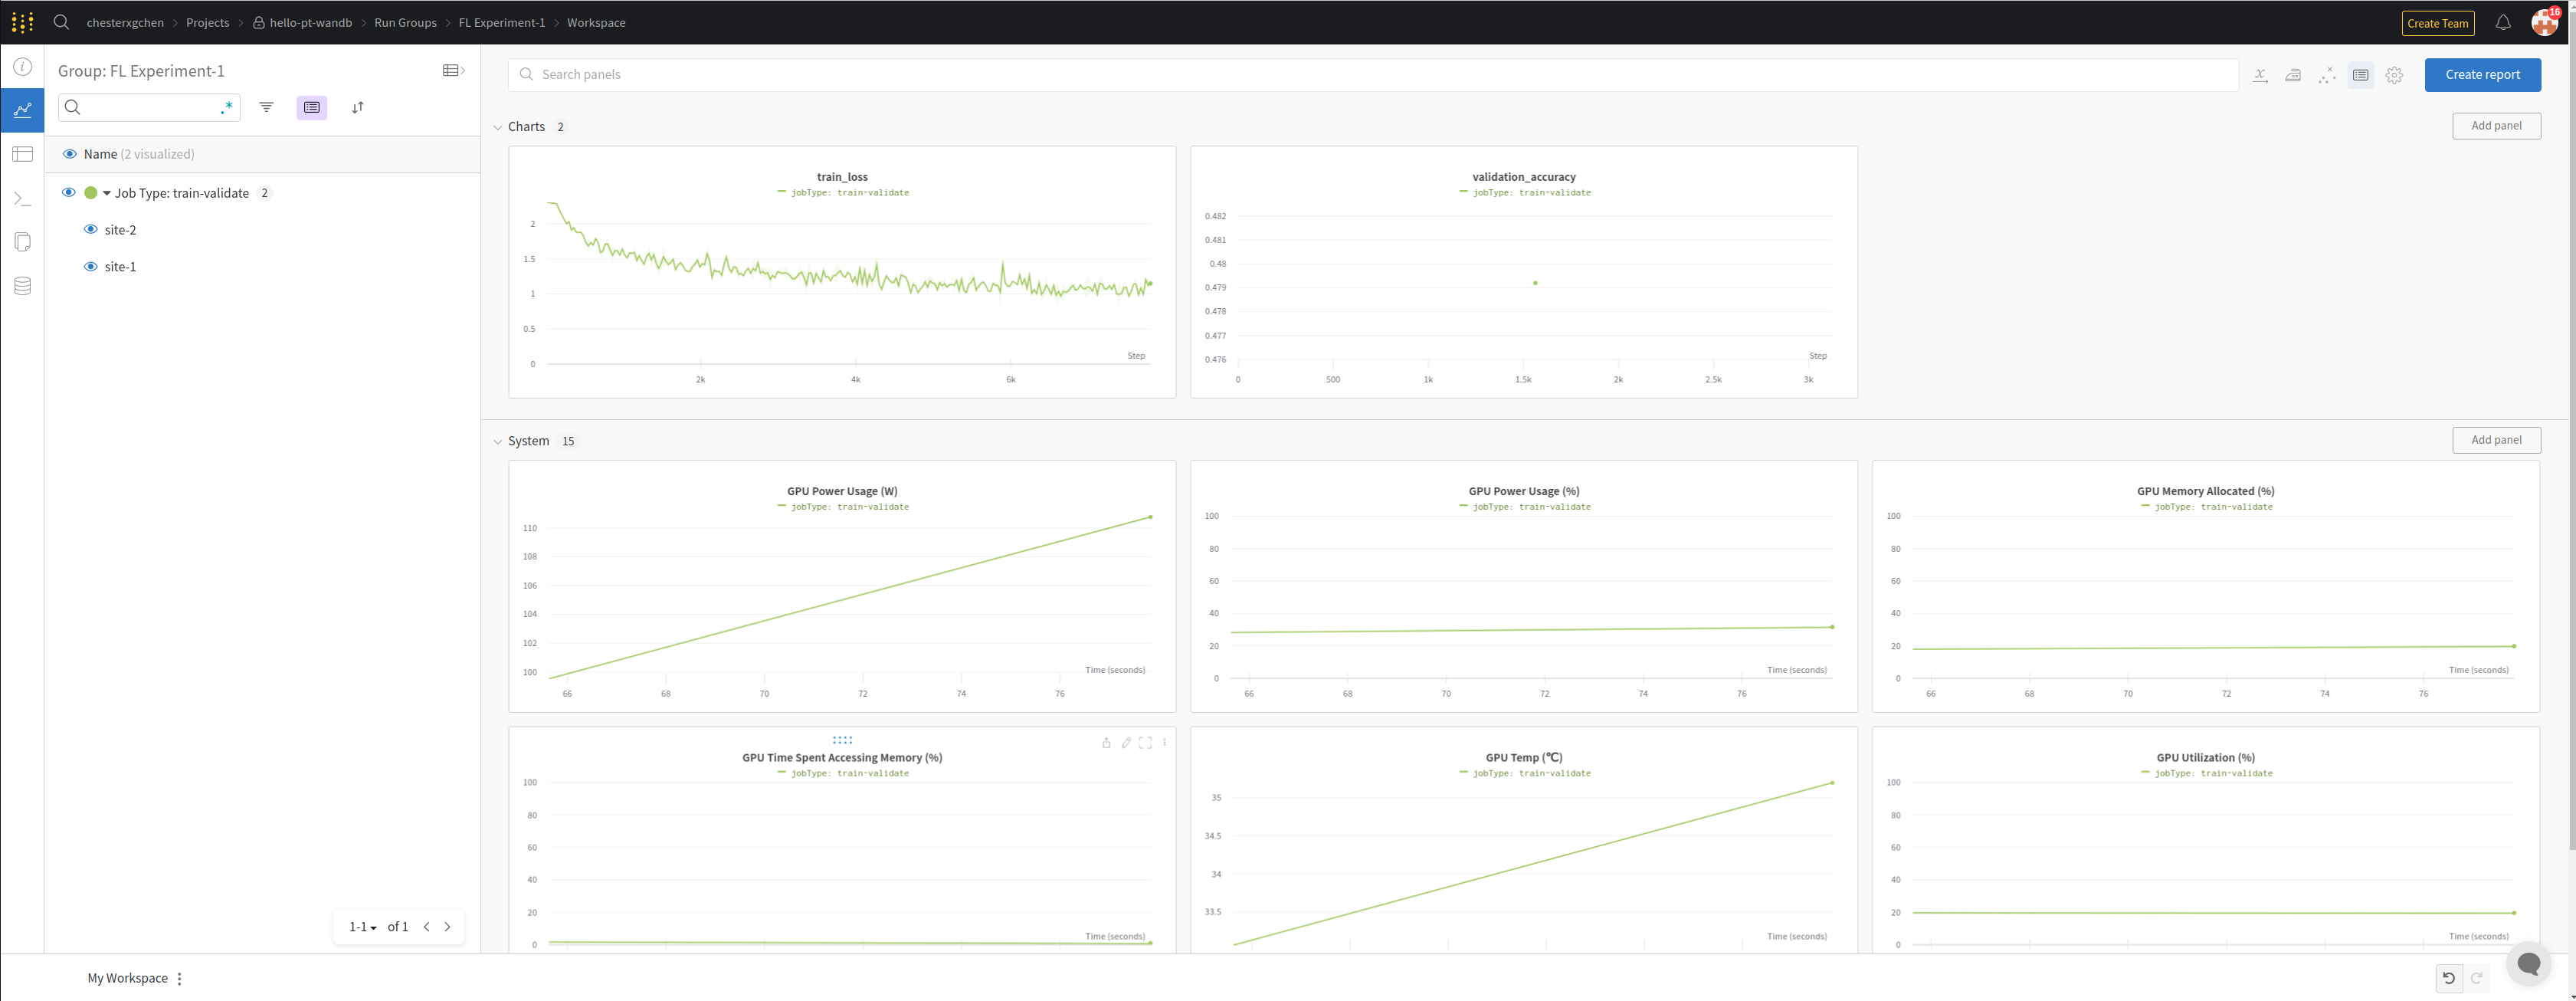 chesterxgchen > Projects > hello-pt-wandb > Run Groups > FL Experiment-1 > Workspace
Create Team
16
Group: FL Experiment-1
.*
Name (2 visualized)
Job Type: train-validate 2
site-2
site-1
1-1 of 1
My Workspace
Search panels
Create report
Charts 2
Add panel
train_loss
jobType: train-validate
2
1.5
1
0.5
0
Step
2k 4k 6k
validation_accuracy
jobType: train-validate
0.482
0.481
0.48
0.479
0.478
0.477
0.476
Step
0 500 1k 1.5k 2k 2.5k 3k
System 15
Add panel
GPU Power Usage (W)
jobType: train-validate
110
108
106
104
102
100
Time (seconds)
66 68 70 72 74 76
GPU Power Usage (%)
jobType: train-validate
100
80
60
40
20
0
Time (seconds)
66 68 70 72 74 76
GPU Memory Allocated (%)
jobType: train-validate
100
80
60
40
20
0
Time (seconds)
66 68 70 72 74 76
GPU Time Spent Accessing Memory (%)
jobType: train-validate
100
80
60
40
20
0
Time (seconds)
GPU Temp (℃)
jobType: train-validate
35
34.5
34
33.5
Time (seconds)
GPU Utilization (%)
jobType: train-validate
100
80
60
40
20
0
Time (seconds)